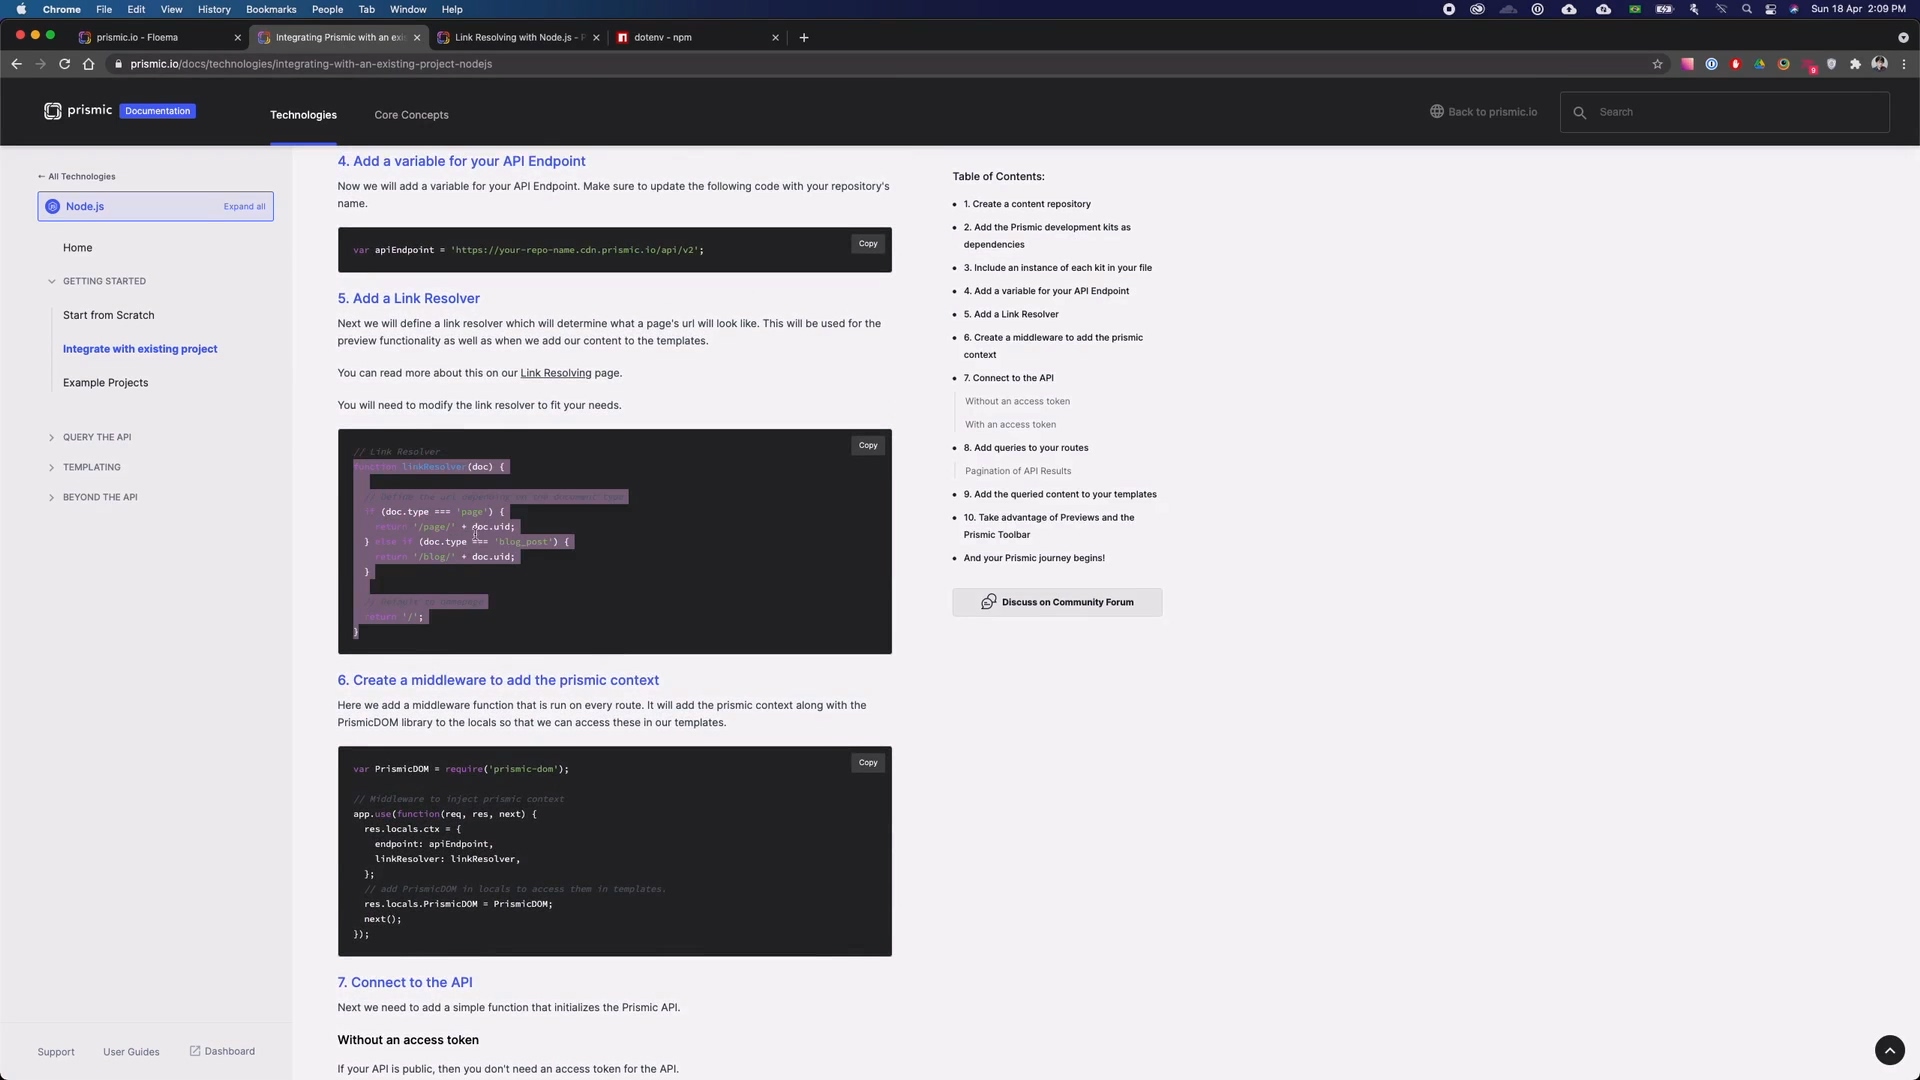 Chrome File Edit View History Bookmarks People Tab Window Help Sun 18 Apr 2:09 PM
prismic.io - Floema
Integrating Prismic with an exi
Link Resolving with Node.js - P
dotenv - npm
prismic.io/docs/technologies/integrating-with-an-existing-project-nodejs
9
prismic Documentation
Technologies Core Concepts
Back to prismic.io
Search
← All Technologies
Node.js Expand all
Home
GETTING STARTED
Start from Scratch
Integrate with existing project
Example Projects
QUERY THE API
TEMPLATING
BEYOND THE API
Support User Guides Dashboard
4. Add a variable for your API Endpoint
Now we will add a variable for your API Endpoint. Make sure to update the following code with your repository's
name.
var apiEndpoint = 'https://your-repo-name.cdn.prismic.io/api/v2';
Copy
5. Add a Link Resolver
Next we will define a link resolver which will determine what a page's url will look like. This will be used for the
preview functionality as well as when we add our content to the templates.
You can read more about this on our Link Resolving page.
You will need to modify the link resolver to fit your needs.
Copy
// Link Resolver
function linkResolver(doc) {
// Define the url depending on the document type
if (doc.type === 'page') {
return '/page/' + doc.uid;
} else if (doc.type === 'blog_post') {
return '/blog/' + doc.uid;
}
// Default to homepage
return '/';
}
6. Create a middleware to add the prismic context
Here we add a middleware function that is run on every route. It will add the prismic context along with the
PrismicDOM library to the locals so that we can access these in our templates.
Copy
var PrismicDOM = require('prismic-dom');
// Middleware to inject prismic context
app.use(function(req, res, next) {
res.locals.ctx = {
endpoint: apiEndpoint,
linkResolver: linkResolver,
};
// add PrismicDOM in locals to access them in templates.
res.locals.PrismicDOM = PrismicDOM;
next();
});
7. Connect to the API
Next we need to add a simple function that initializes the Prismic API.
Without an access token
If your API is public, then you don't need an access token for the API.
Table of Contents:
1. Create a content repository
2. Add the Prismic development kits as
dependencies
3. Include an instance of each kit in your file
4. Add a variable for your API Endpoint
5. Add a Link Resolver
6. Create a middleware to add the prismic
context
7. Connect to the API
Without an access token
With an access token
8. Add queries to your routes
Pagination of API Results
9. Add the queried content to your templates
10. Take advantage of Previews and the
Prismic Toolbar
And your Prismic journey begins!
Discuss on Community Forum